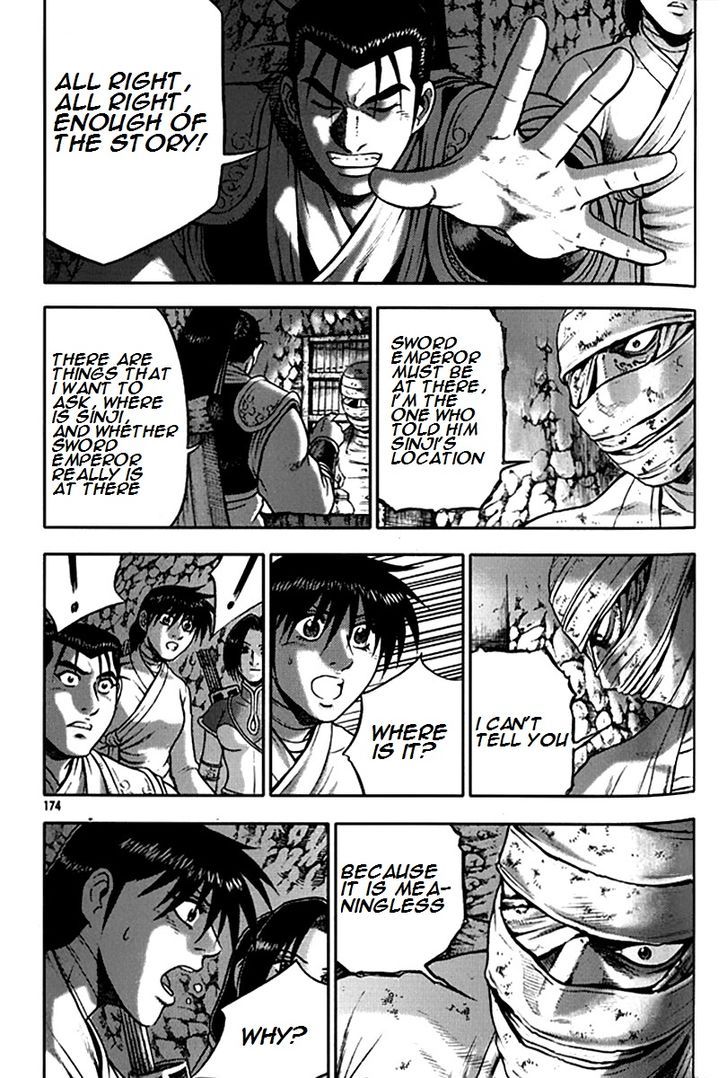 ALL RIGHT,
ALL RIGHT,
ENOUGH OF
THE STORY!
THERE ARE
THINGS THAT
I WANT TO
ASK, WHERE
IS SINJI,
AND WHETHER
SWORD
EMPEROR
REALLY IS
AT THERE
SWORD
EMPEROR
MUST BE
AT THERE,
I'M THE
ONE WHO
TOLD HIM
SINJI'S
LOCATION
!
!
WHERE
IS IT?
I CAN'T
TELL YOU
174
WHY?
BECAUSE
IT IS MEA-
NINGLESS